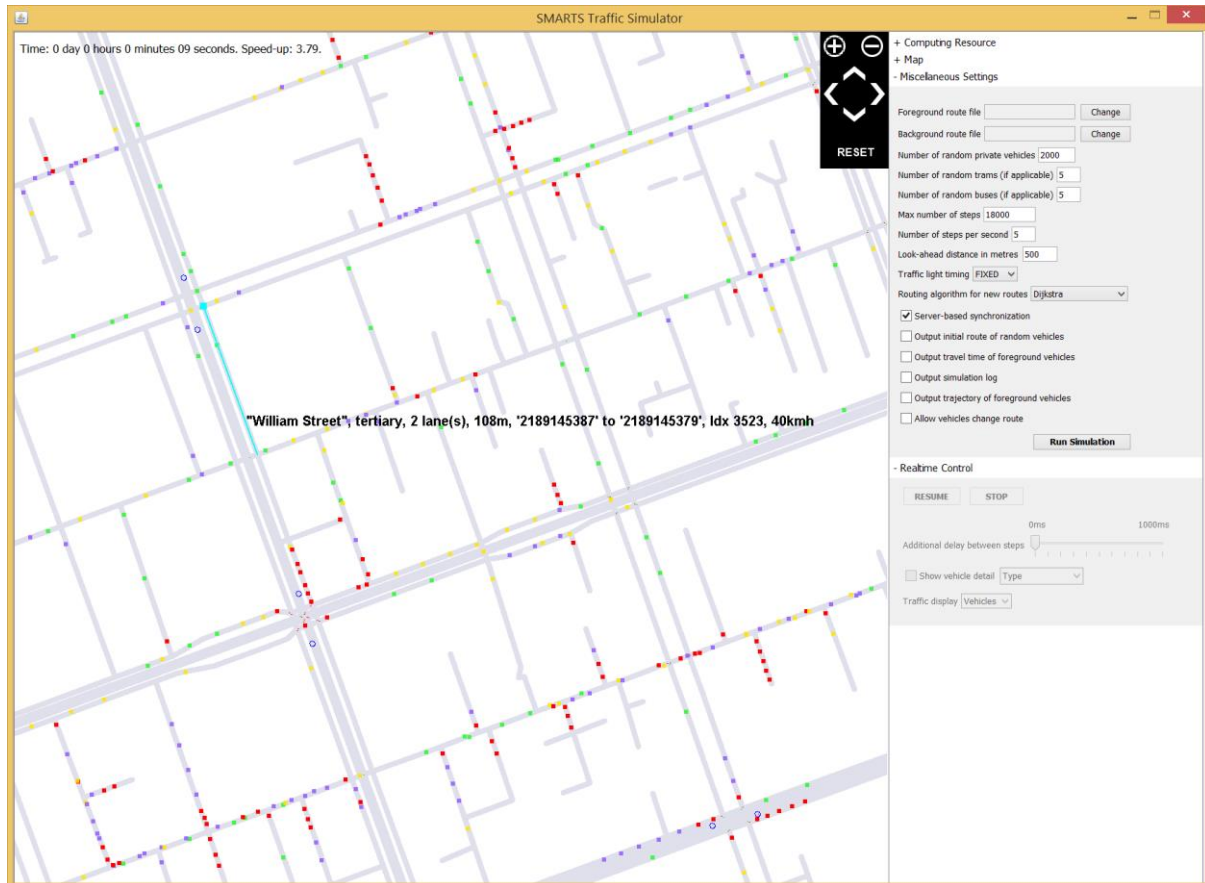 SMARTS Traffic Simulator
Time: 0 day 0 hours 0 minutes 09 seconds. Speed-up: 3.79.
RESET
"William Street", tertiary, 2 lane(s), 108m, '2189145387' to '2189145379', Idx 3523, 40kmh
+ Computing Resource
+ Map
- Miscellaneous Settings
Foreground route file Change
Background route file Change
Number of random private vehicles 2000
Number of random trams (if applicable) 5
Number of random buses (if applicable) 5
Max number of steps 18000
Number of steps per second 5
Look-ahead distance in metres 500
Traffic light timing FIXED
Routing algorithm for new routes Dijkstra
Server-based synchronization
Output initial route of random vehicles
Output travel time of foreground vehicles
Output simulation log
Output trajectory of foreground vehicles
Allow vehicles change route
Run Simulation
- Realtime Control
RESUME STOP
0ms 1000ms
Additional delay between steps
Show vehicle detail Type
Traffic display Vehicles